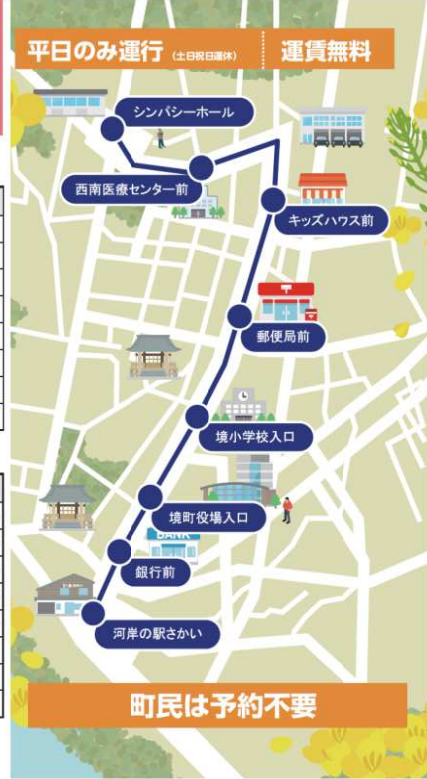 平日のみ運行 (土日祝日運休) 運賃無料
シンパシーホール
西南医療センター前
キッズハウス前
郵便局前
境小学校入口
境町役場入口
BANK
銀行前
河岸の駅さかい
町民は予約不要